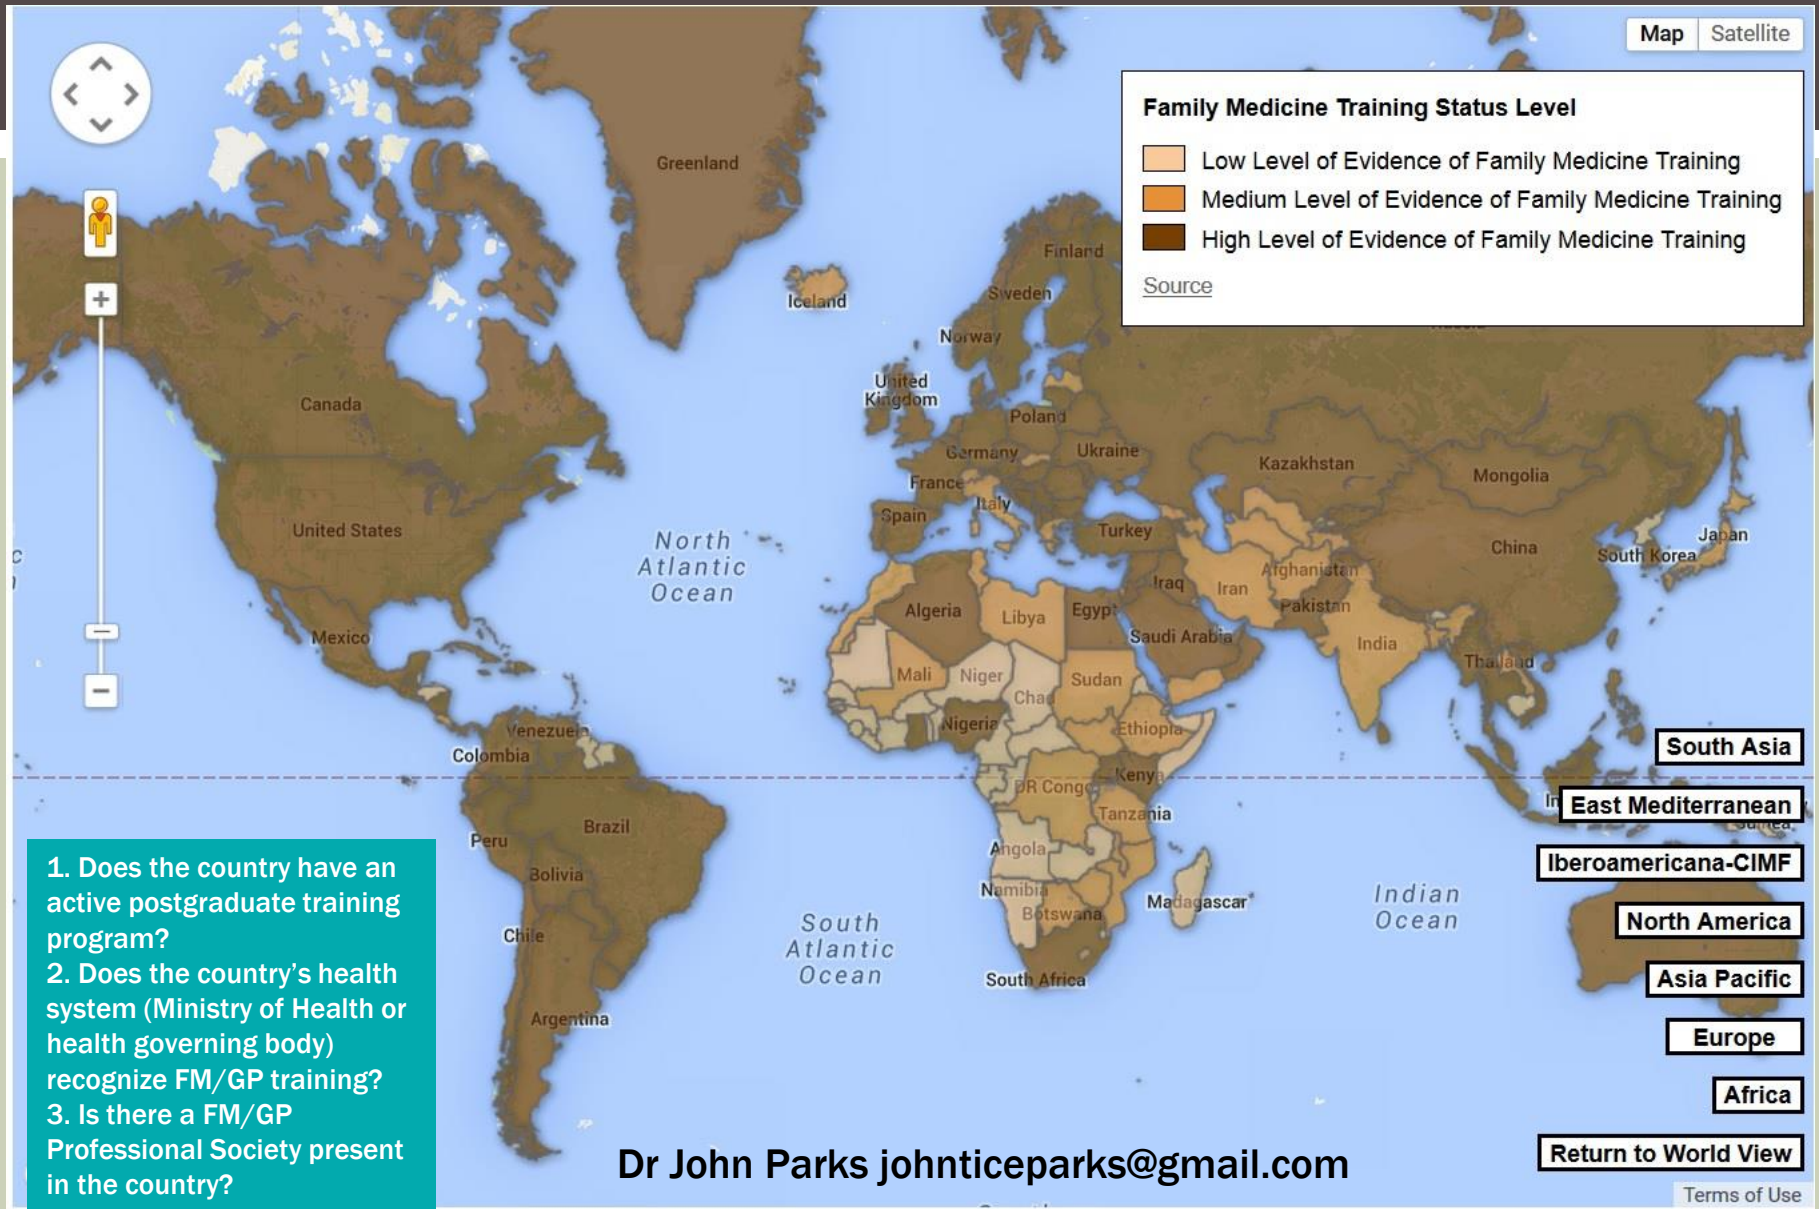 Map
Satellite
Family Medicine Training Status Level
Low Level of Evidence of Family Medicine Training
Medium Level of Evidence of Family Medicine Training
High Level of Evidence of Family Medicine Training
Source
Greenland
Iceland
Finland
Sweden
Norway
United
Kingdom
Poland
Germany
Ukraine
France
Italy
Spain
Turkey
Kazakhstan
Mongolia
China
Japan
South Korea
Canada
United States
Mexico
North
Atlantic
Ocean
Algeria
Libya
Egypt
Iraq
Iran
Afghanistan
Pakistan
Saudi Arabia
India
Thailand
Mali
Niger
Chad
Sudan
Nigeria
Ethiopia
Kenya
DR Congo
Tanzania
Angola
Namibia
Botswana
Madagascar
South Africa
Venezuela
Colombia
Brazil
Peru
Bolivia
Chile
Argentina
South
Atlantic
Ocean
Indian
Ocean
South Asia
East Mediterranean
Iberoamericana-CIMF
North America
Asia Pacific
Europe
Africa
Return to World View
Terms of Use
1. Does the country have an
active postgraduate training
program?
2. Does the country’s health
system (Ministry of Health or
health governing body)
recognize FM/GP training?
3. Is there a FM/GP
Professional Society present
in the country?
Dr John Parks johnticeparks@gmail.com